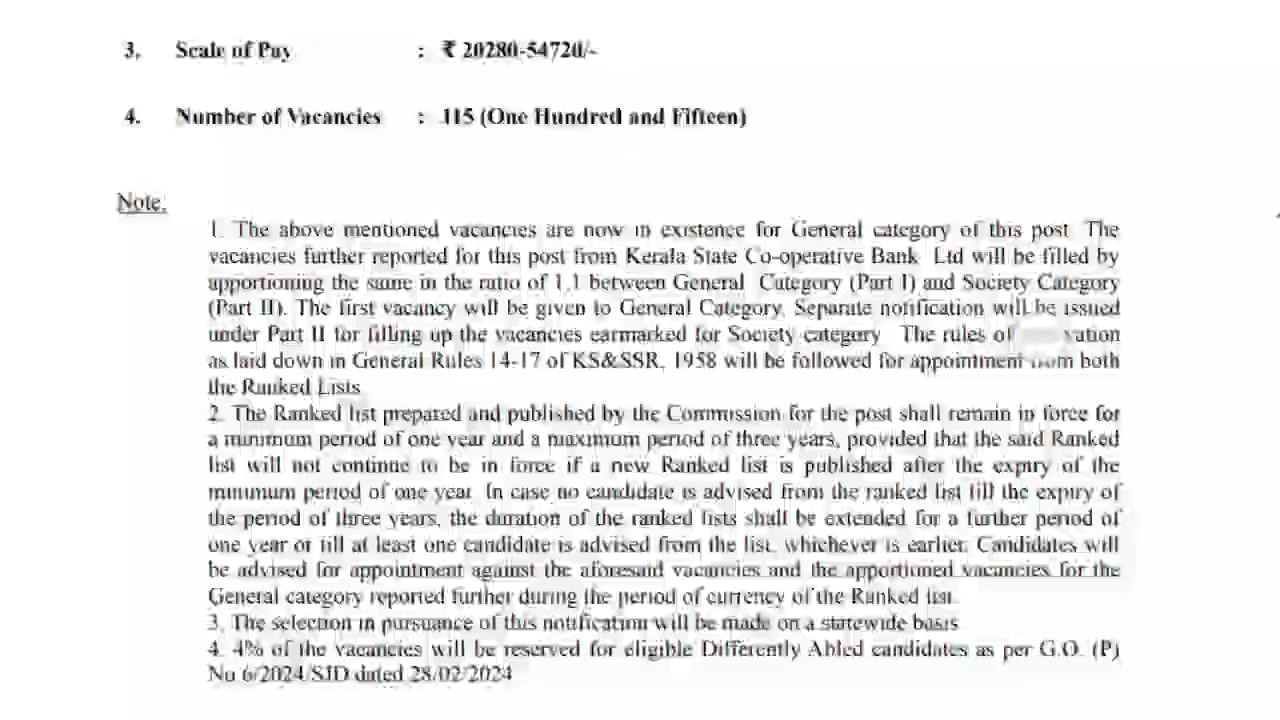 3. Scale of Pay : ₹ 20280-54720/-
4. Number of Vacancies : 115 (One Hundred and Fifteen)
Note.
1. The above mentioned vacancies are now in existence for General category of this post. The
vacancies further reported for this post from Kerala State Co-operative Bank Ltd will be filled by
apportioning the same in the ratio of 1:1 between General Category (Part I) and Society Category
(Part II). The first vacancy will be given to General Category. Separate notification will be issued
under Part II for filling up the vacancies earmarked for Society category. The rules of
as laid down in General Rules 14-17 of KS&SSR, 1958 will be followed for appointment from both
the Ranked Lists
2. The Ranked list prepared and published by the Commission for the post shall remain in force for
a minimum period of one year and a maximum period of three years, provided that the said Ranked
list will not continue to be in force if a new Ranked list is published after the expiry of the
minimum period of one year. In case no candidate is advised from the ranked list till the expiry of
the period of three years, the duration of the ranked lists shall be extended for a further period of
one year or till at least one candidate is advised from the list, whichever is earlier. Candidates will
be advised for appointment against the aforesaid vacancies and the apportioned vacancies for the
General category reported further during the period of currency of the Ranked list.
3. The selection in pursuance of this notification will be made on a statewide basis
4. 4% of the vacancies will be reserved for eligible Differently Abled candidates as per G.O. (P)
No 6/2024/SJD dated 28/02/2024